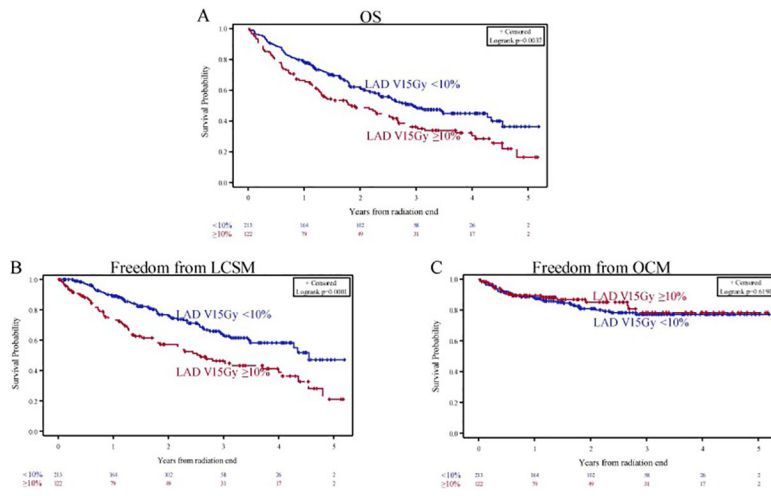 A
OS
+ Censored
Logrank p=0.0037
1.0
0.8
0.6
0.4
0.2
0.0
Survival Probability
LAD V15Gy <10%
LAD V15Gy ≥10%
0 1 2 3 4 5
Years from radiation end
<10% 213 164 102 58 26 2
≥10% 122 79 49 31 17 2
B
Freedom from LCSM
+ Censored
Logrank p=0.0001
1.0
0.8
0.6
0.4
0.2
0.0
Survival Probability
LAD V15Gy <10%
LAD V15Gy ≥10%
0 1 2 3 4 5
Years from radiation end
<10% 213 164 102 58 26 2
≥10% 122 79 49 31 17 2
C
Freedom from OCM
+ Censored
Logrank p=0.6198
1.0
0.8
0.6
0.4
0.2
0.0
Survival Probability
LAD V15Gy ≥10%
LAD V15Gy <10%
0 1 2 3 4 5
Years from radiation end
<10% 213 164 102 58 26 2
≥10% 122 79 49 31 17 2